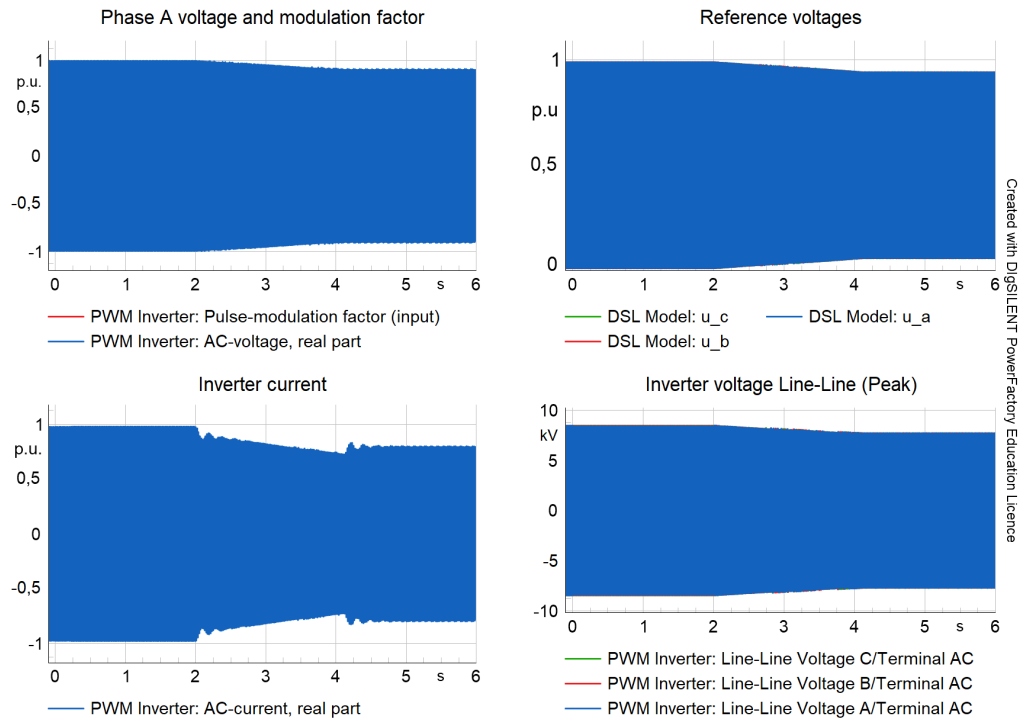 Phase A voltage and modulation factor
1
p.u.
0,5
0
-0,5
-1
0 1 2 3 4 5 s 6
PWM Inverter: Pulse-modulation factor (input)
PWM Inverter: AC-voltage, real part
Reference voltages
1
p.u
0,5
0
0 1 2 3 4 5 s 6
DSL Model: u_c DSL Model: u_a
DSL Model: u_b
Inverter current
1
p.u.
0,5
0
-0,5
-1
0 1 2 3 4 5 s 6
PWM Inverter: AC-current, real part
Inverter voltage Line-Line (Peak)
10
kV
5
0
-5
-10
0 1 2 3 4 5 s 6
PWM Inverter: Line-Line Voltage C/Terminal AC
PWM Inverter: Line-Line Voltage B/Terminal AC
PWM Inverter: Line-Line Voltage A/Terminal AC
Created with DIgSILENT PowerFactory Education Licence